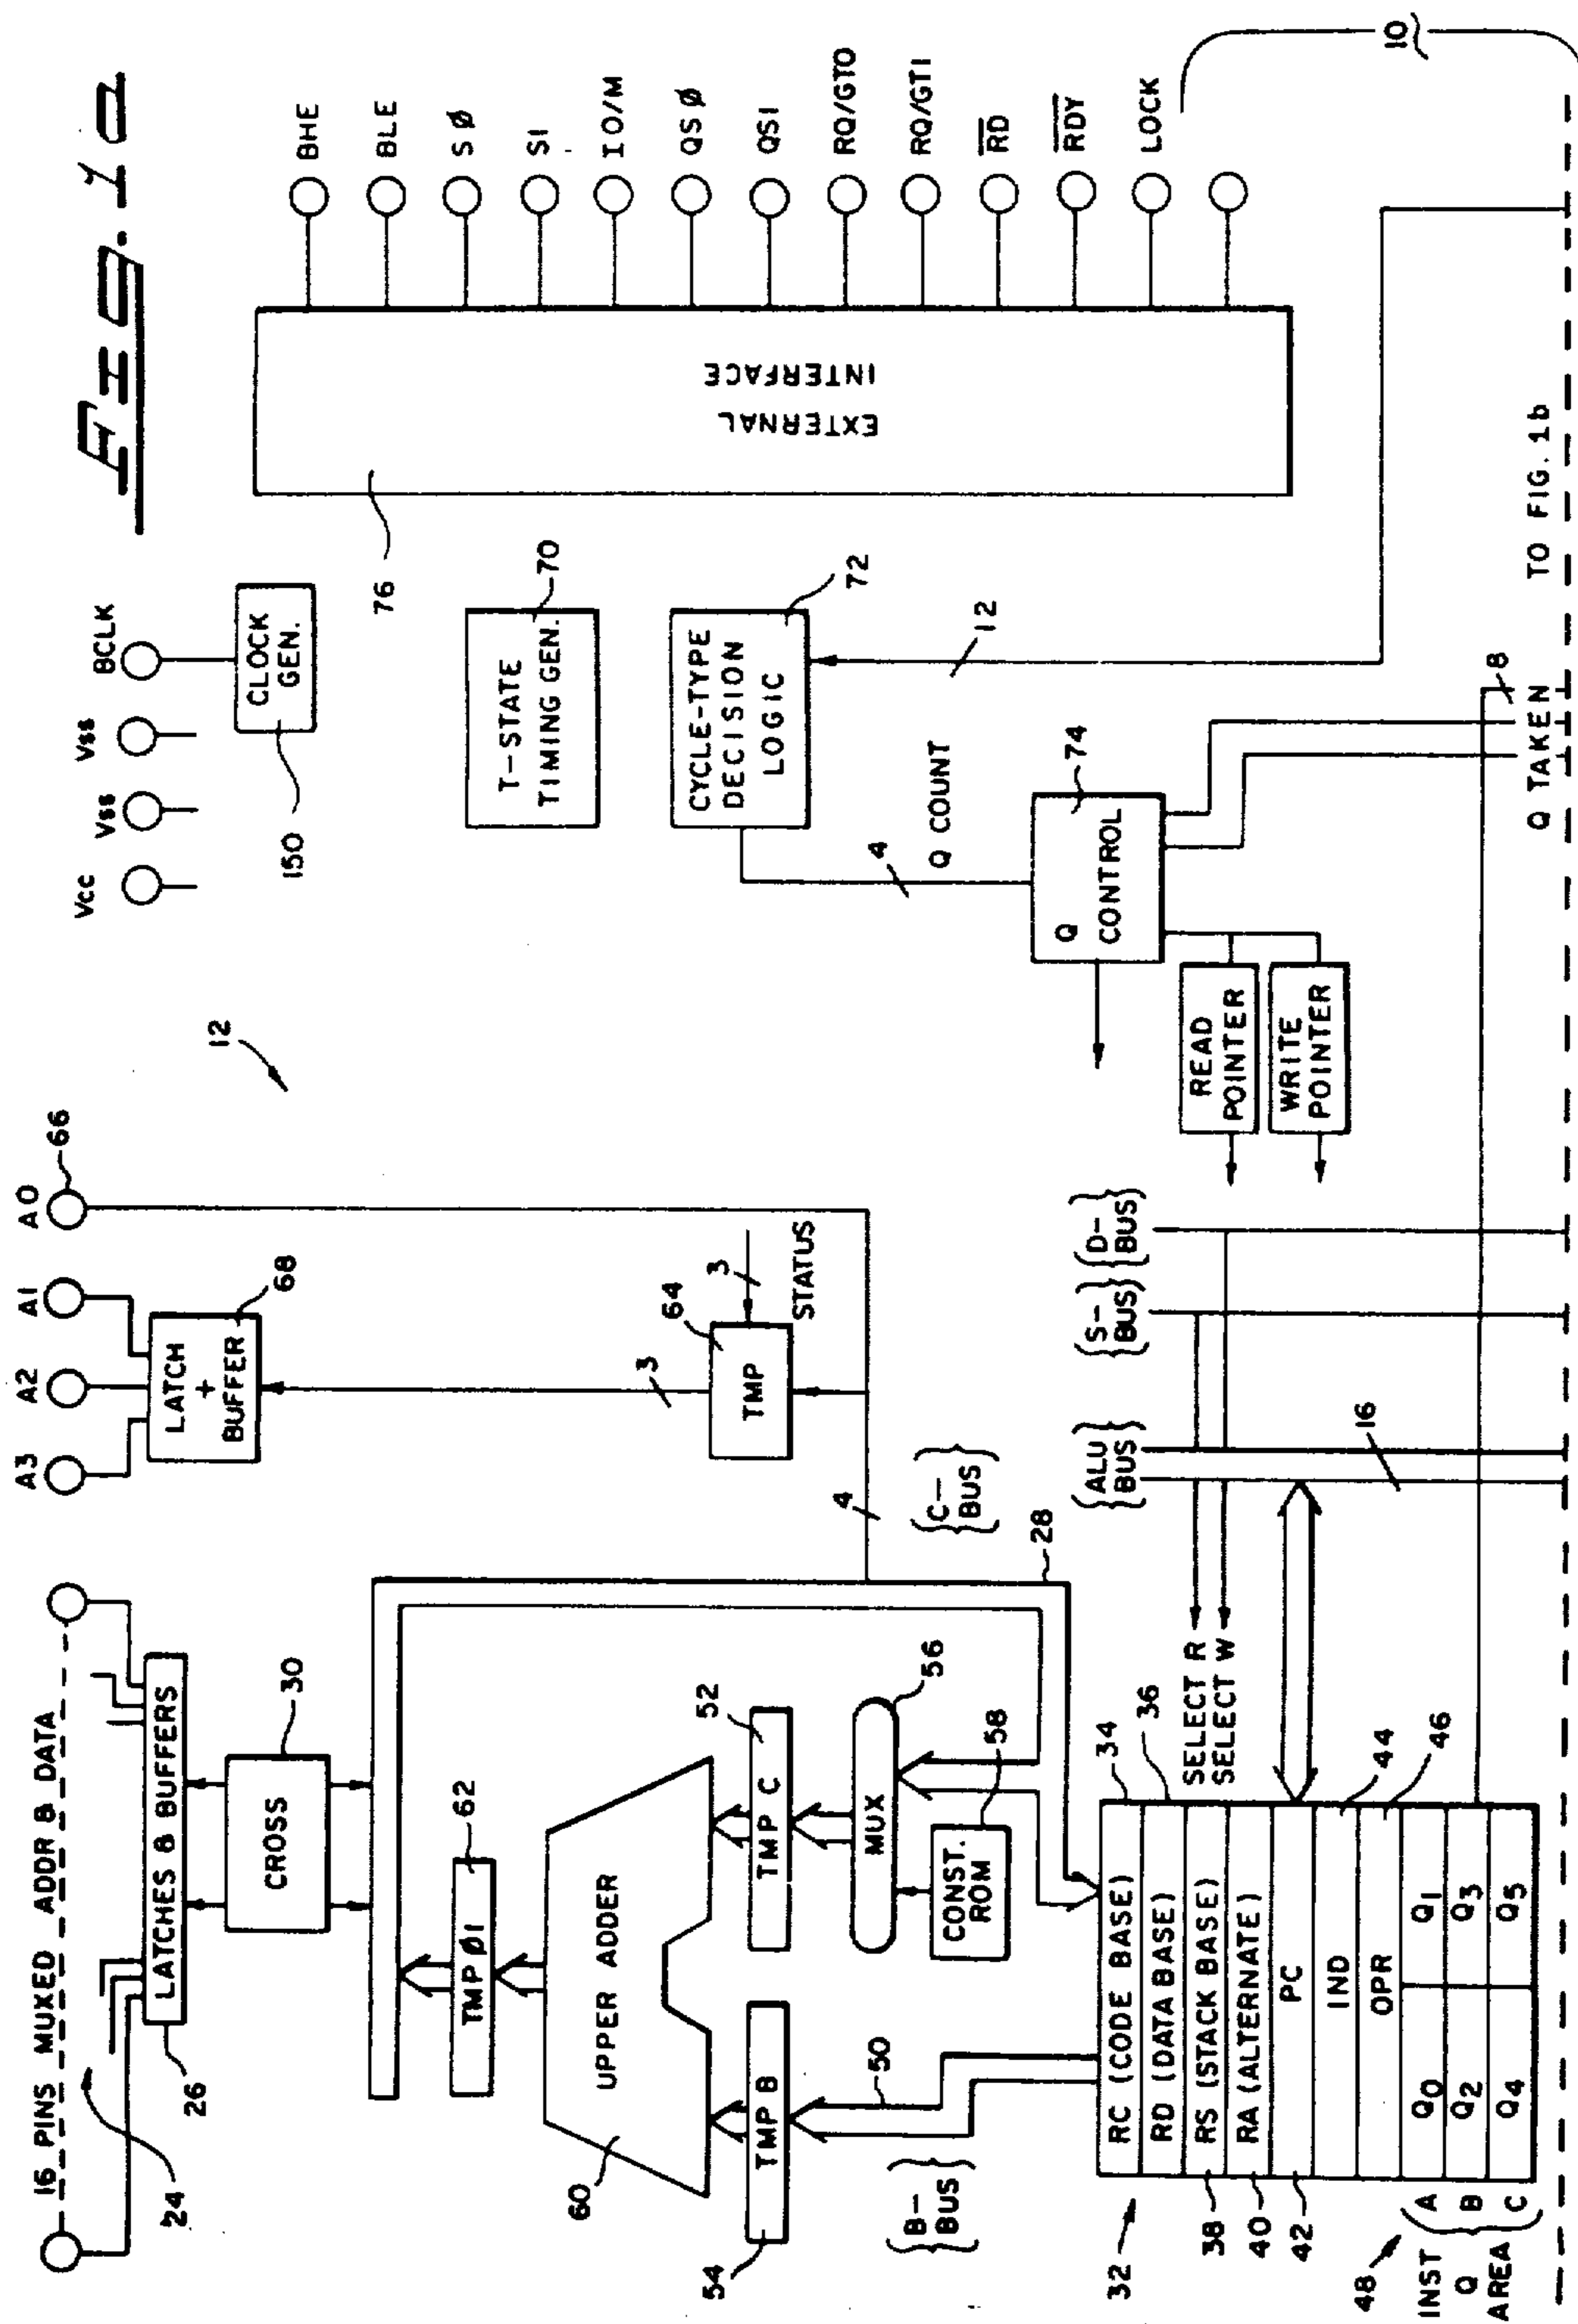 FIG. 1a
16 PINS MUXED ADDR & DATA
24
LATCHES & BUFFERS
26
CROSS
30
A3
A2
A1
A0
66
LATCH
+
BUFFER
68
12
Vcc
Vss
Vss
BCLK
CLOCK
GEN.
150
TMP Ø1
62
UPPER ADDER
60
TMP B
54
TMP C
52
MUX
56
CONST.
ROM
58
B-
BUS
50
C-
BUS
28
4
3
TMP
64
3
STATUS
T-STATE
TIMING GEN.
70
CYCLE-TYPE
DECISION
LOGIC
72
12
4
Q COUNT
Q
CONTROL
74
READ
POINTER
WRITE
POINTER
76
EXTERNAL
INTERFACE
BHE
BLE
SØ
S1
IO/M
QSØ
QS1
RQ/GT0
RQ/GT1
RD
RDY
LOCK
10
32
RC (CODE BASE)
34
RD (DATA BASE)
36
RS (STACK BASE)
38
RA (ALTERNATE)
40
PC
42
IND
44
OPR
46
A
Q0
Q1
B
Q2
Q3
C
Q4
Q5
48
INST
Q
AREA
SELECT R
SELECT W
ALU
BUS
S-
BUS
D-
BUS
16
Q TAKEN
8
TO FIG. 1b